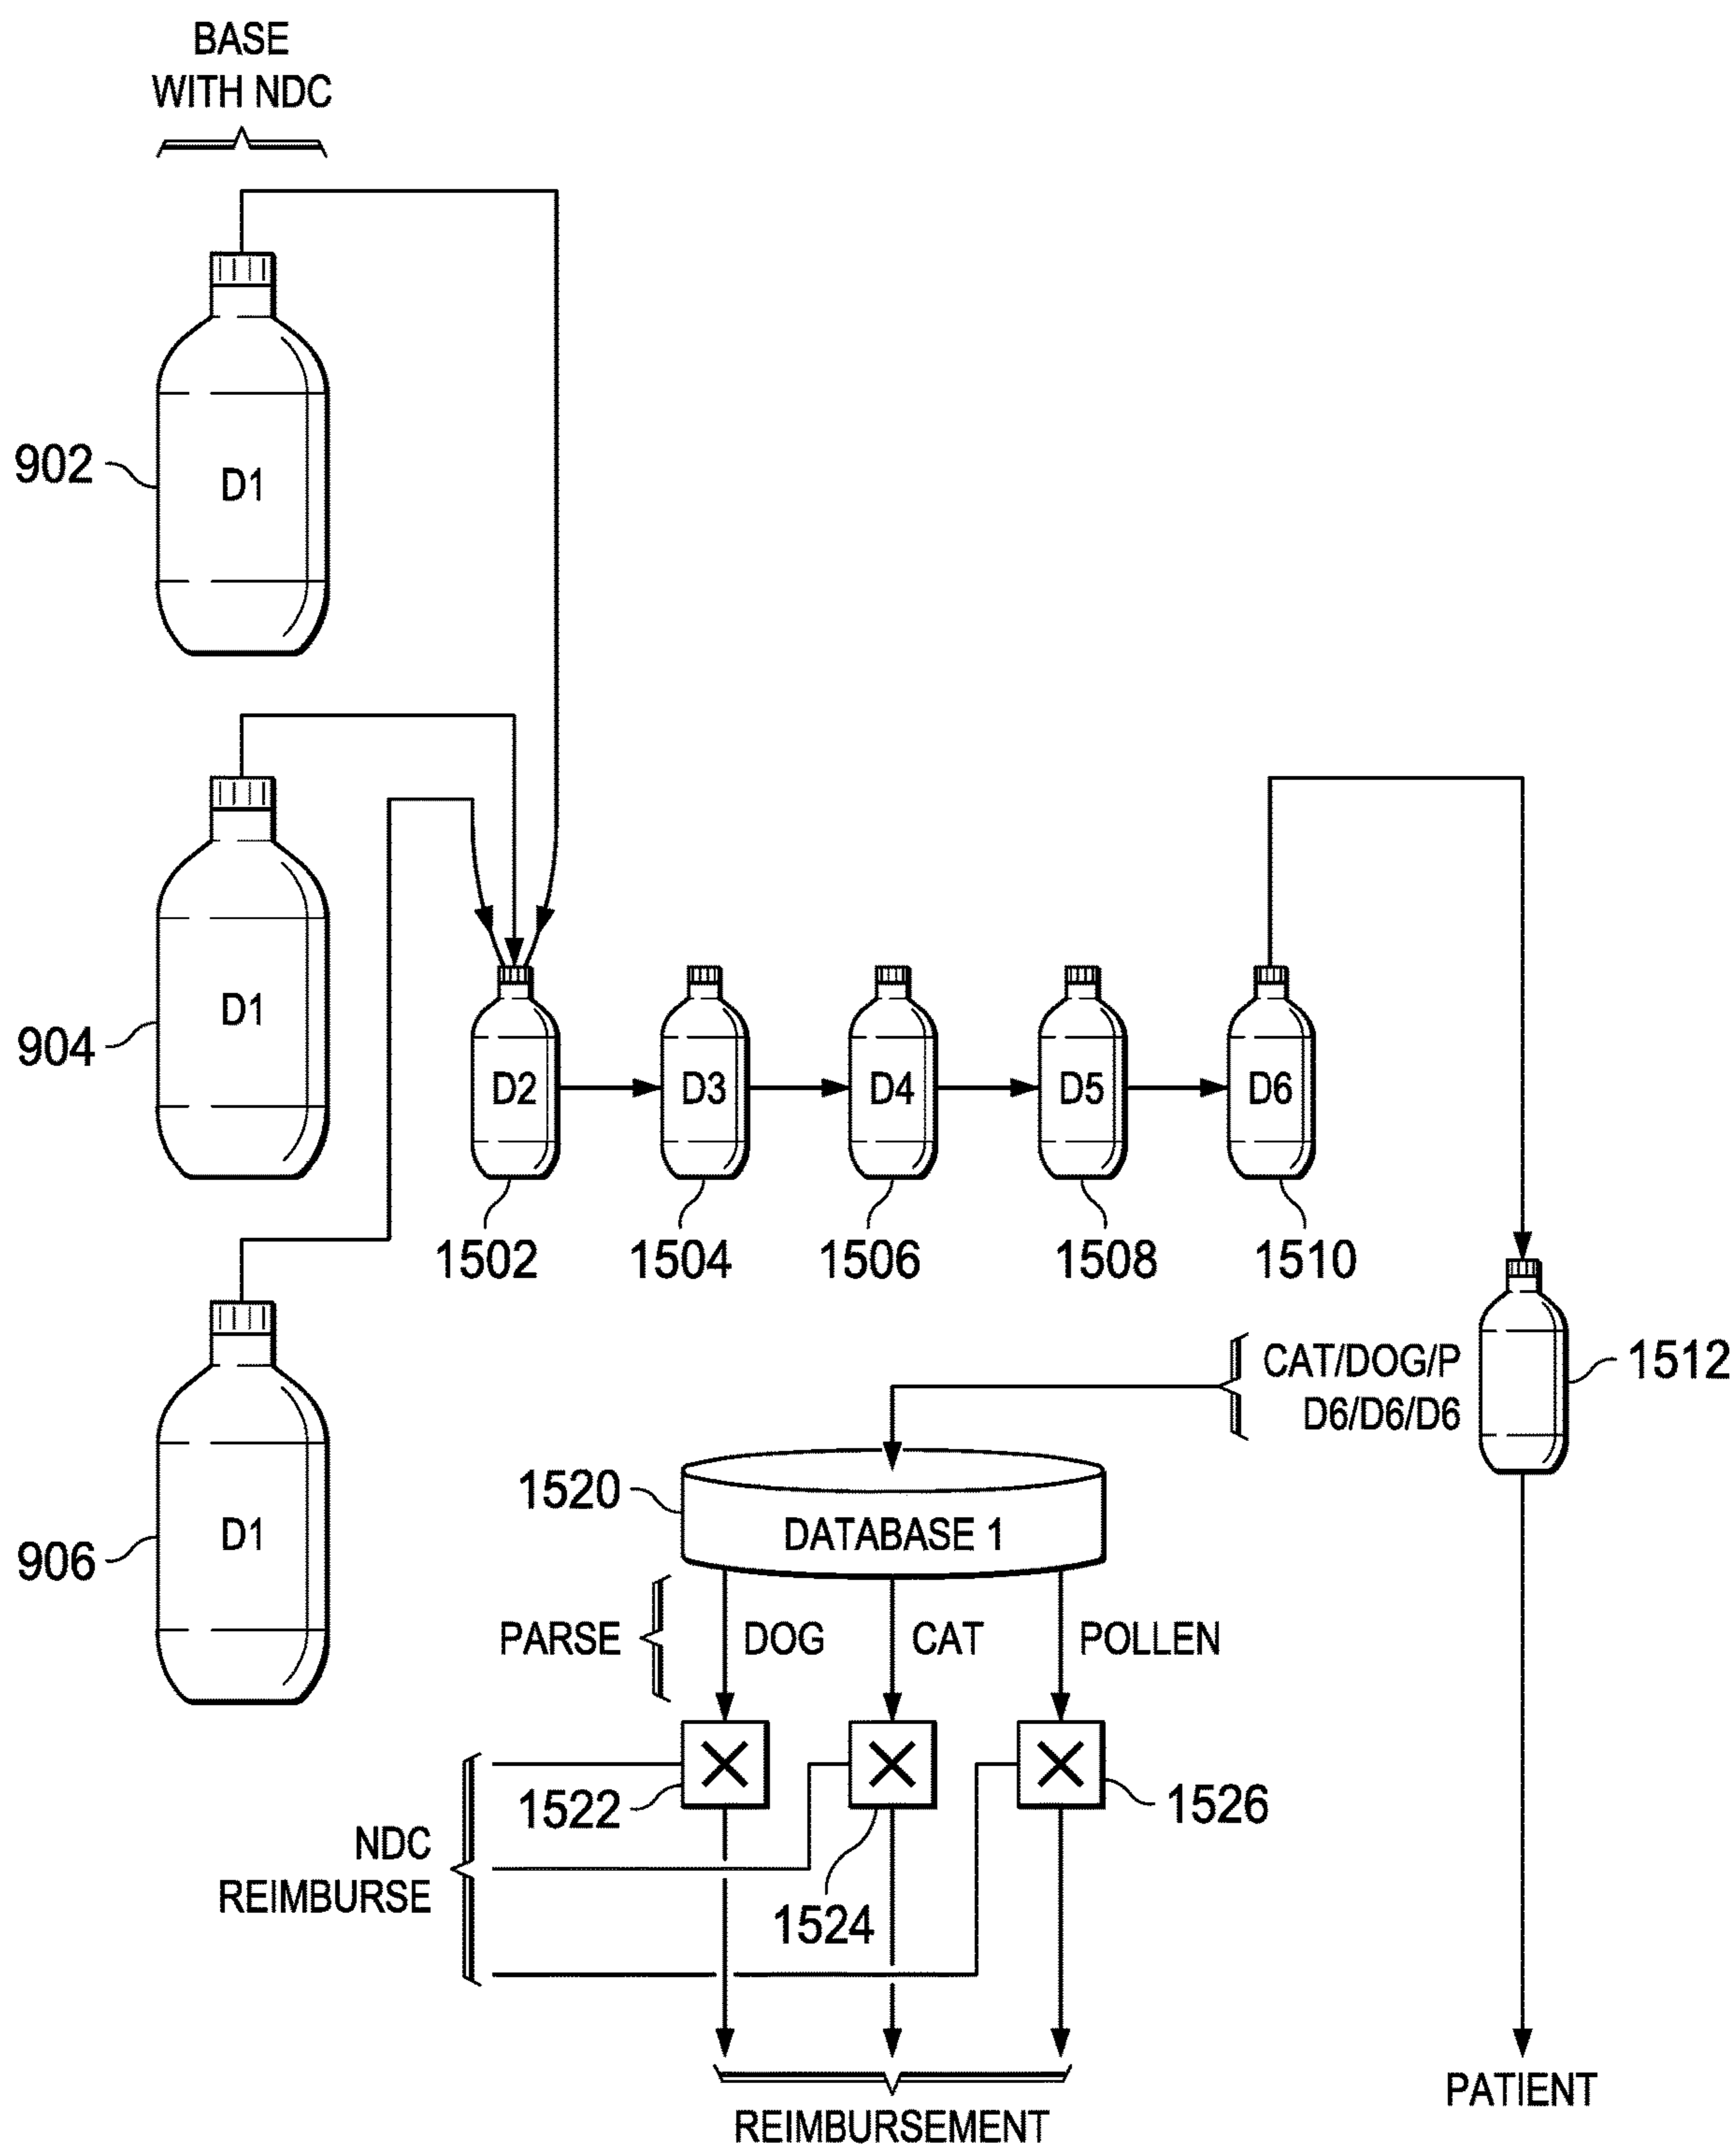 BASE
WITH NDC
902
D1
904
D1
D2
D3
D4
D5
D6
1502
1504
1506
1508
1510
906
D1
CAT/DOG/P
D6/D6/D6
1512
1520
DATABASE 1
PARSE
DOG
CAT
POLLEN
1522
1526
NDC
REIMBURSE
1524
REIMBURSEMENT
PATIENT